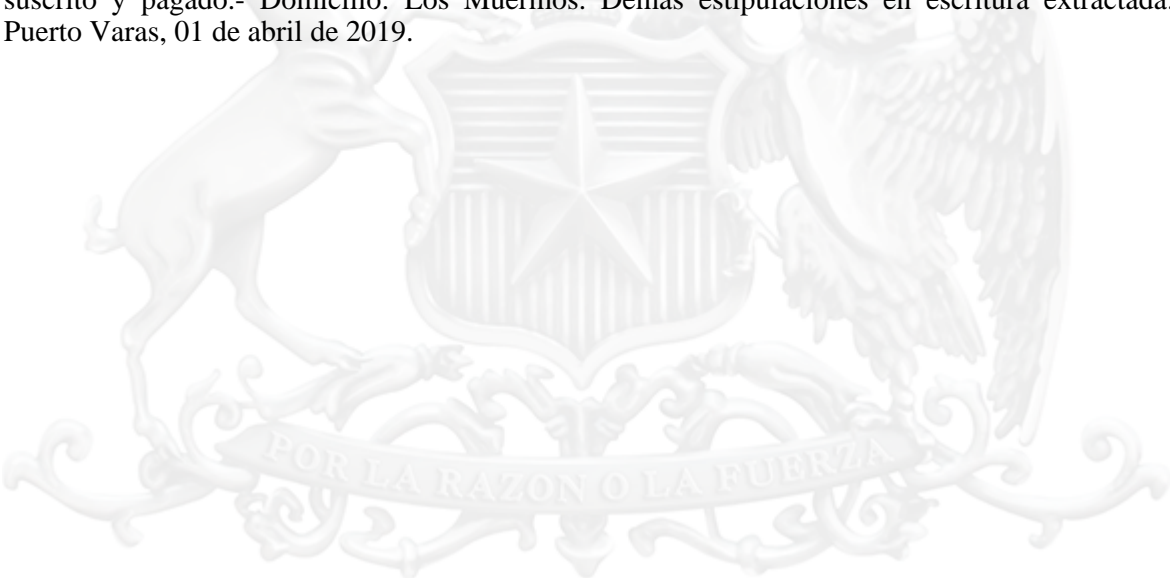 suscrito y pagado.- Domicilio: Los Muermos. Demás estipulaciones en escritura extractada.
Puerto Varas, 01 de abril de 2019.
POR LA RAZON O LA FUERZA